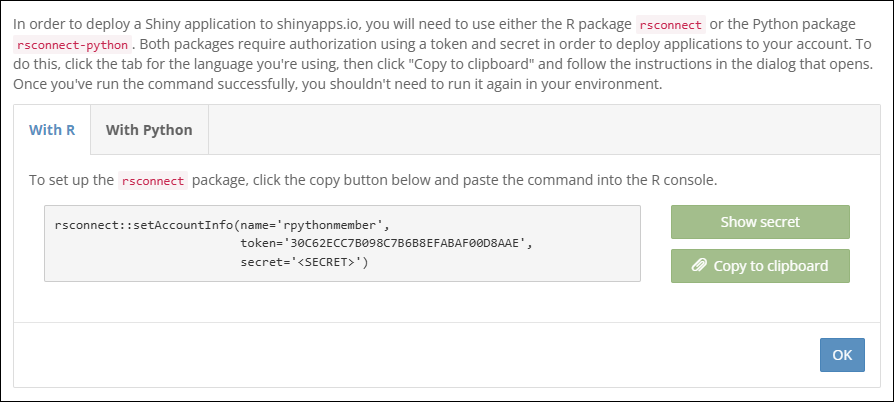 In order to deploy a Shiny application to shinyapps.io, you will need to use either the R package rsconnect or the Python package
rsconnect-python. Both packages require authorization using a token and secret in order to deploy applications to your account. To
do this, click the tab for the language you're using, then click "Copy to clipboard" and follow the instructions in the dialog that opens.
Once you've run the command successfully, you shouldn't need to run it again in your environment.
With R
With Python
To set up the rsconnect package, click the copy button below and paste the command into the R console.
rsconnect::setAccountInfo(name='rpythonmember',
token='30C62ECC7B098C7B6B8EFABAF00D8AAE',
secret='<SECRET>')
Show secret
Copy to clipboard
OK